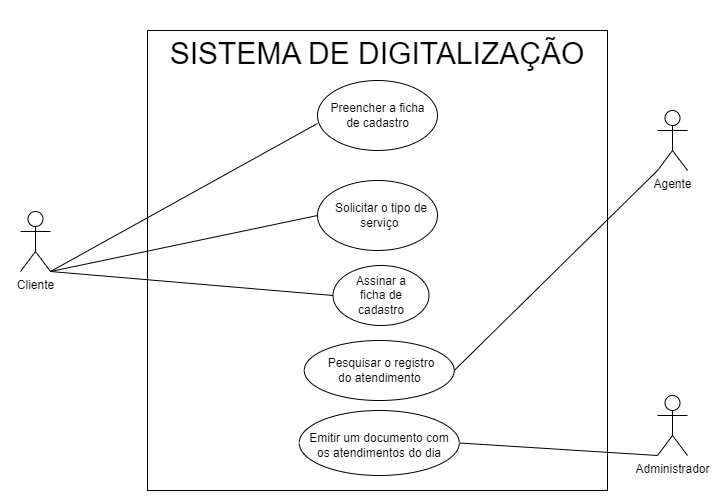 SISTEMA DE DIGITALIZAÇÃO
Preencher a ficha
de cadastro
Solicitar o tipo de
serviço
Assinar a
ficha de
cadastro
Pesquisar o registro
do atendimento
Emitir um documento com
os atendimentos do dia
Cliente
Agente
Administrador